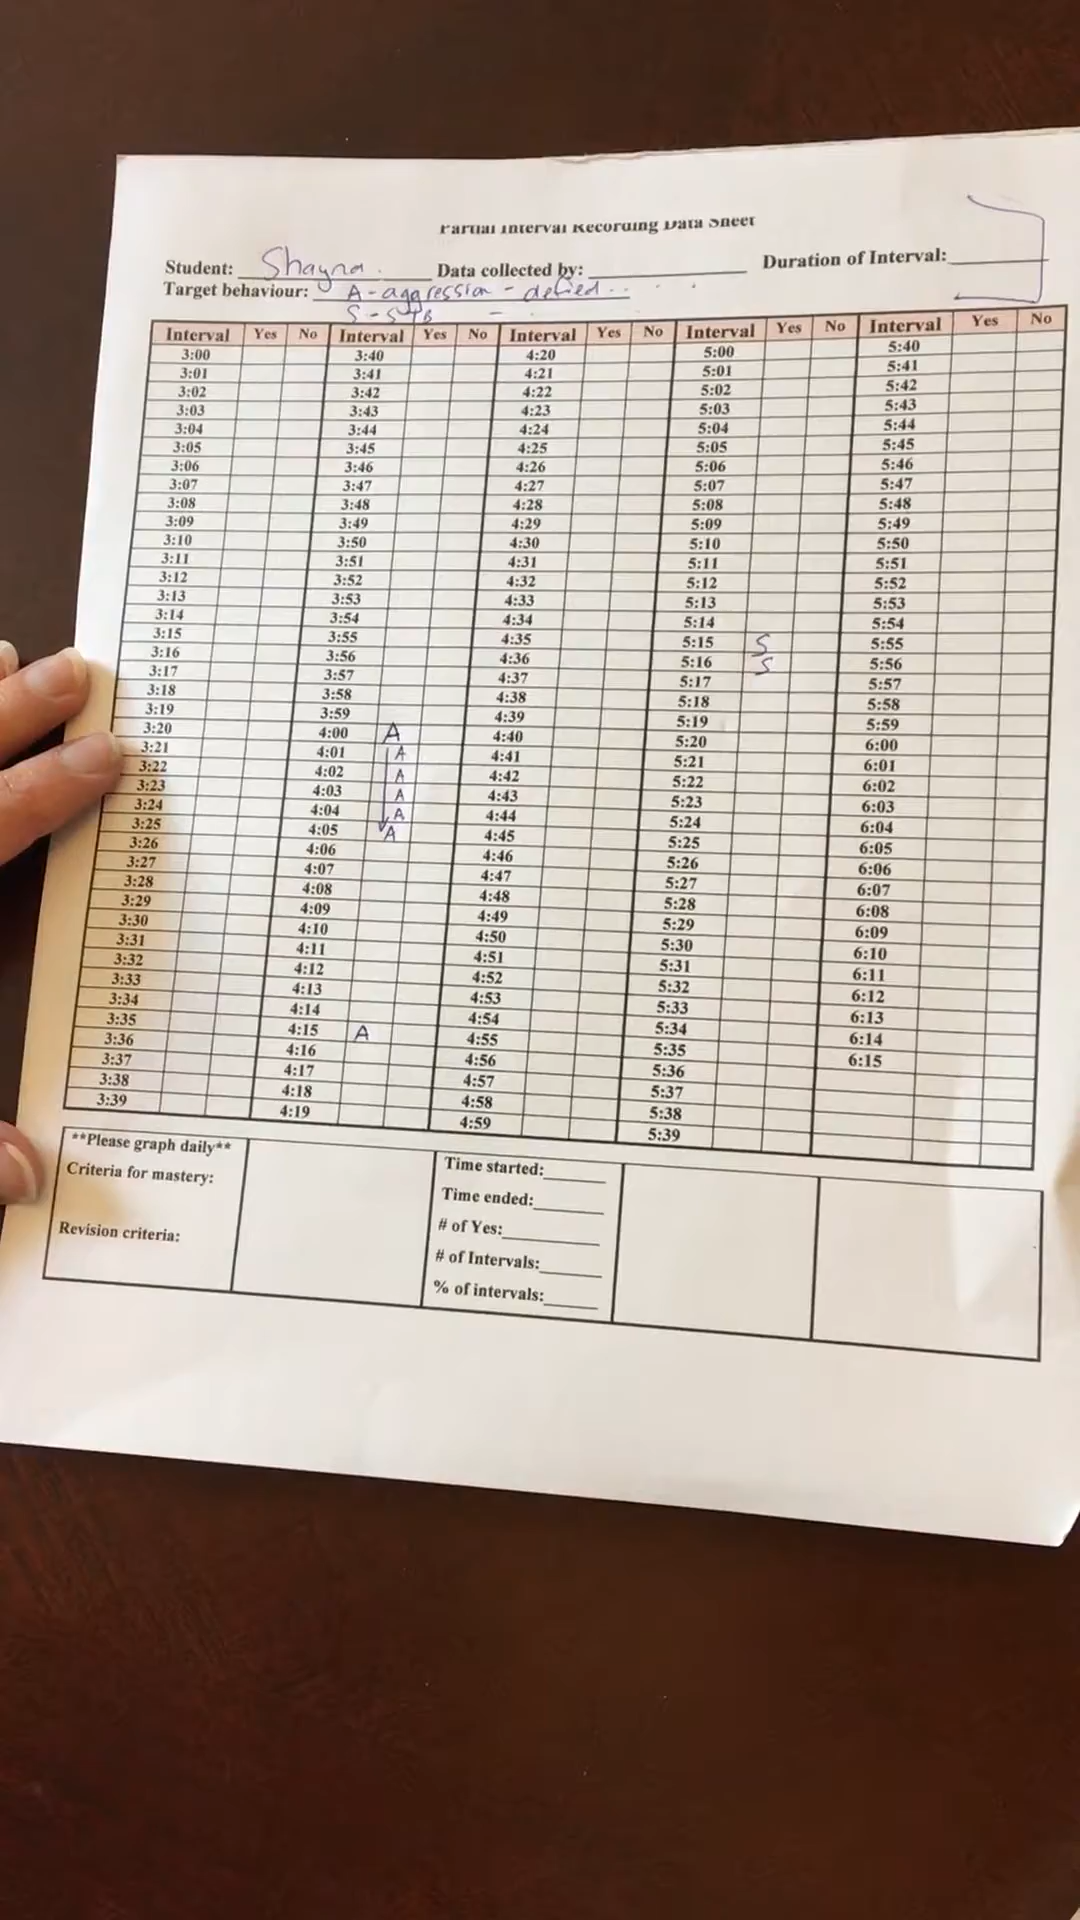 Partial Interval Recording Data Sheet
Student: Shayna. Data collected by: Duration of Interval:
Target behaviour: A - aggression - defied..
S - SIB -
Interval Yes No Interval Yes No Interval Yes No Interval Yes No Interval Yes No
3:00 3:40 4:20 5:00 5:40
3:01 3:41 4:21 5:01 5:41
3:02 3:42 4:22 5:02 5:42
3:03 3:43 4:23 5:03 5:43
3:04 3:44 4:24 5:04 5:44
3:05 3:45 4:25 5:05 5:45
3:06 3:46 4:26 5:06 5:46
3:07 3:47 4:27 5:07 5:47
3:08 3:48 4:28 5:08 5:48
3:09 3:49 4:29 5:09 5:49
3:10 3:50 4:30 5:10 5:50
3:11 3:51 4:31 5:11 5:51
3:12 3:52 4:32 5:12 5:52
3:13 3:53 4:33 5:13 5:53
3:14 3:54 4:34 5:14 5:54
3:15 3:55 4:35 5:15 S 5:55
3:16 3:56 4:36 5:16 S 5:56
3:17 3:57 4:37 5:17 5:57
3:18 3:58 4:38 5:18 5:58
3:19 3:59 4:39 5:19 5:59
3:20 4:00 A 4:40 5:20 6:00
3:21 4:01 A 4:41 5:21 6:01
3:22 4:02 A 4:42 5:22 6:02
3:23 4:03 A 4:43 5:23 6:03
3:24 4:04 A 4:44 5:24 6:04
3:25 4:05 A 4:45 5:25 6:05
3:26 4:06 4:46 5:26 6:06
3:27 4:07 4:47 5:27 6:07
3:28 4:08 4:48 5:28 6:08
3:29 4:09 4:49 5:29 6:09
3:30 4:10 4:50 5:30 6:10
3:31 4:11 4:51 5:31 6:11
3:32 4:12 4:52 5:32 6:12
3:33 4:13 4:53 5:33 6:13
3:34 4:14 4:54 5:34 6:14
3:35 4:15 A 4:55 5:35 6:15
3:36 4:16 4:56 5:36
3:37 4:17 4:57 5:37
3:38 4:18 4:58 5:38
3:39 4:19 4:59 5:39
**Please graph daily**
Criteria for mastery:
Revision criteria:
Time started:
Time ended:
# of Yes:
# of Intervals:
% of intervals: